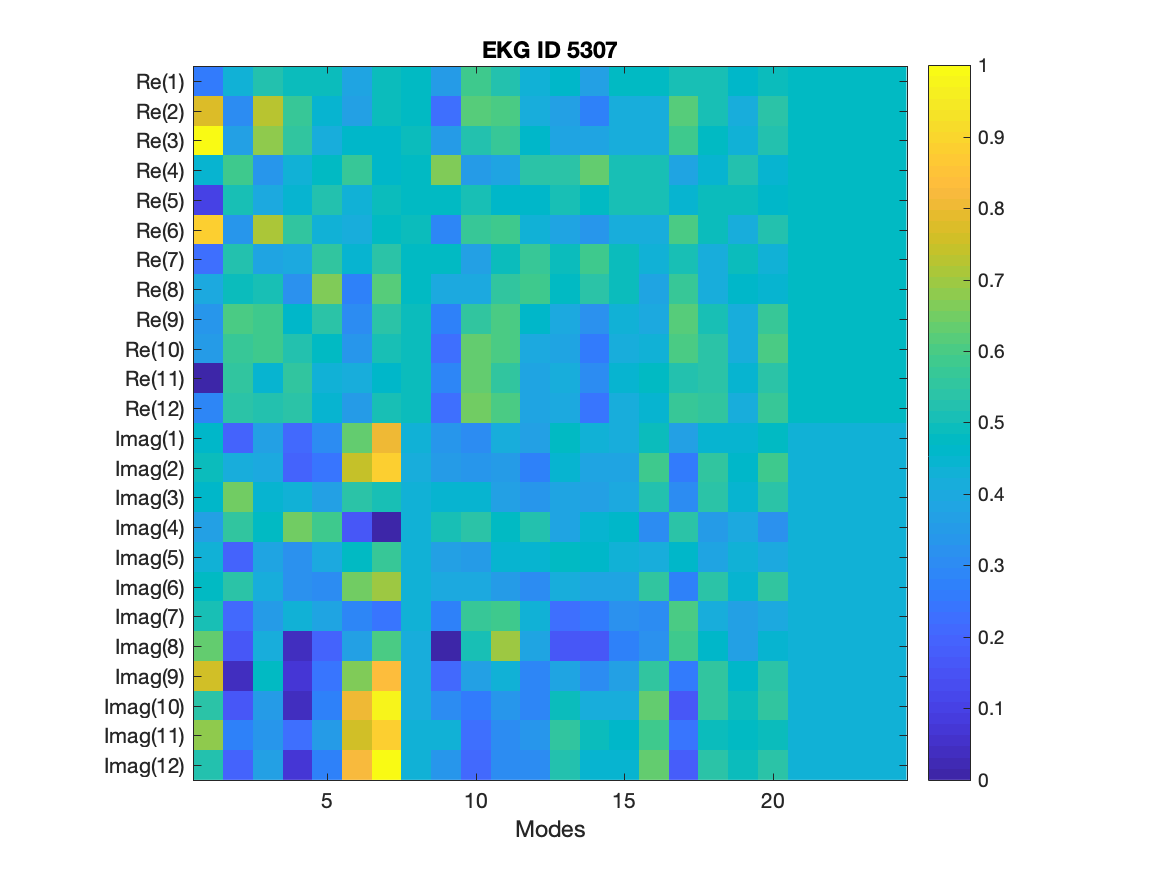 EKG ID 5307
Re(1)
Re(2)
Re(3)
Re(4)
Re(5)
Re(6)
Re(7)
Re(8)
Re(9)
Re(10)
Re(11)
Re(12)
Imag(1)
Imag(2)
Imag(3)
Imag(4)
Imag(5)
Imag(6)
Imag(7)
Imag(8)
Imag(9)
Imag(10)
Imag(11)
Imag(12)
5 10 15 20
Modes
1
0.9
0.8
0.7
0.6
0.5
0.4
0.3
0.2
0.1
0